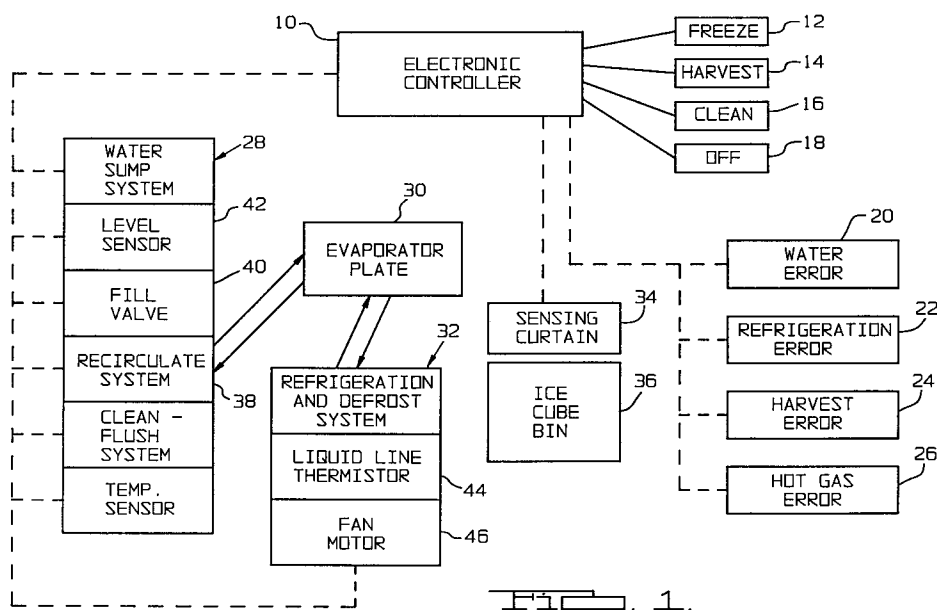 10
ELECTRONIC
CONTROLLER
FREEZE
12
HARVEST
14
CLEAN
16
OFF
18
WATER
SUMP
SYSTEM
28
LEVEL
SENSOR
42
FILL
VALVE
40
RECIRCULATE
SYSTEM
38
CLEAN -
FLUSH
SYSTEM
TEMP.
SENSOR
30
EVAPORATOR
PLATE
32
REFRIGERATION
AND DEFROST
SYSTEM
LIQUID LINE
THERMISTOR
44
FAN
MOTOR
46
SENSING
CURTAIN
34
ICE
CUBE
BIN
36
20
WATER
ERROR
22
REFRIGERATION
ERROR
24
HARVEST
ERROR
26
HOT GAS
ERROR
FIG. 1.